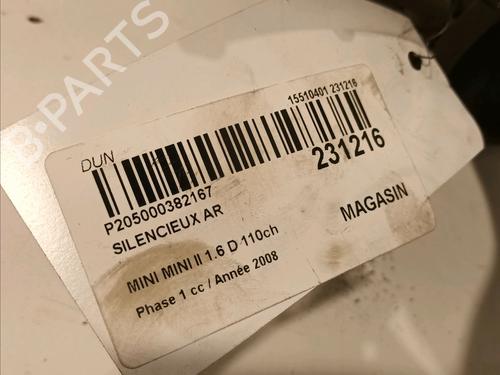 B-PARTS
DUN
15510401 231216
P205000382167
231216
SILENCIEUX AR
MAGASIN
MINI MINI II 1.6 D 110ch
Phase 1 cc / Année 2008